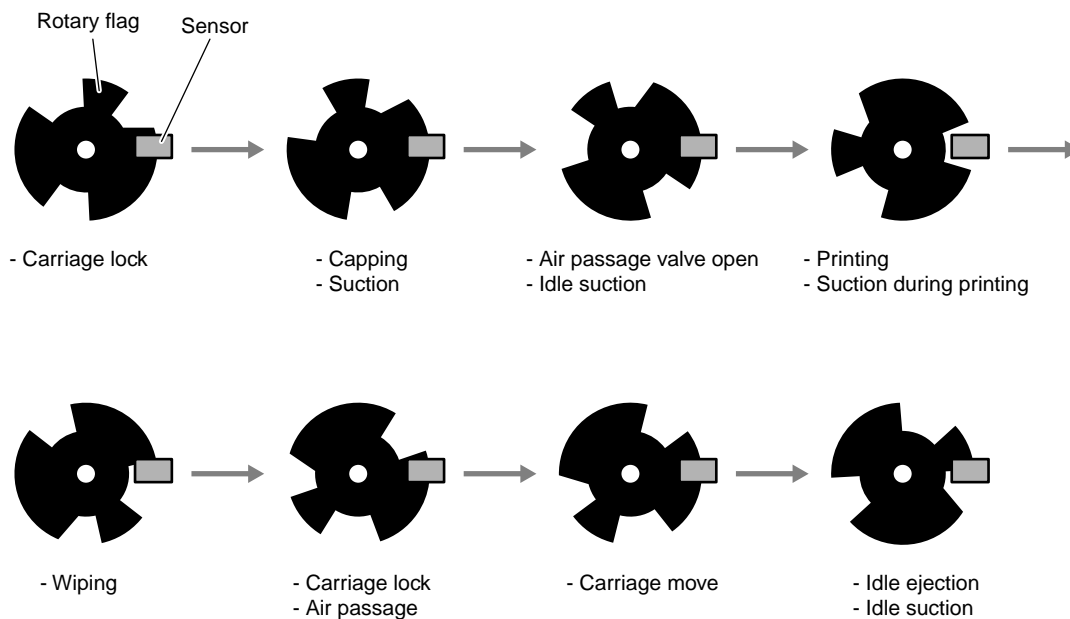 Rotary flag
Sensor
- Carriage lock
- Capping
- Suction
- Air passage valve open
- Idle suction
- Printing
- Suction during printing
- Wiping
- Carriage lock
- Air passage
- Carriage move
- Idle ejection
- Idle suction